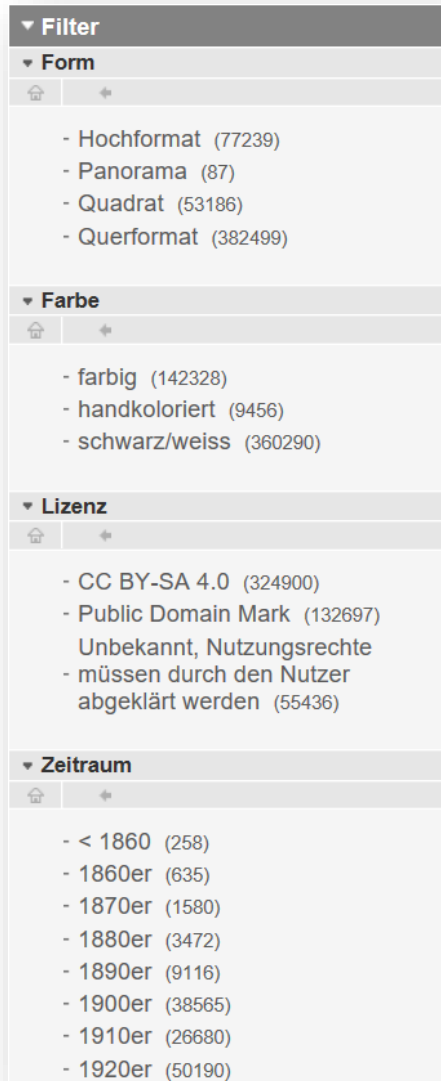 Filter
Form
- Hochformat (77239)
- Panorama (87)
- Quadrat (53186)
- Querformat (382499)
Farbe
- farbig (142328)
- handkoloriert (9456)
- schwarz/weiss (360290)
Lizenz
- CC BY-SA 4.0 (324900)
- Public Domain Mark (132697)
Unbekannt, Nutzungsrechte
- müssen durch den Nutzer
abgeklärt werden (55436)
Zeitraum
- < 1860 (258)
- 1860er (635)
- 1870er (1580)
- 1880er (3472)
- 1890er (9116)
- 1900er (38565)
- 1910er (26680)
- 1920er (50190)